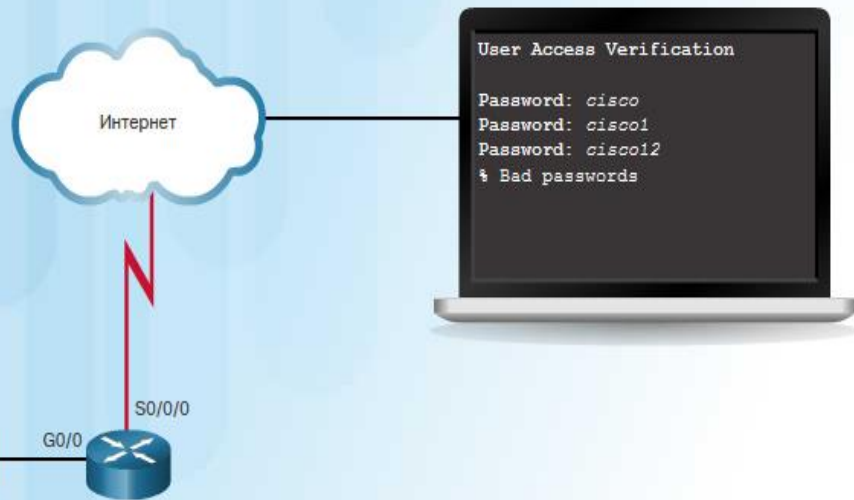 User Access Verification
Password: cisco
Password: cisco1
Password: cisco12
% Bad passwords
Интернет
S0/0/0
G0/0